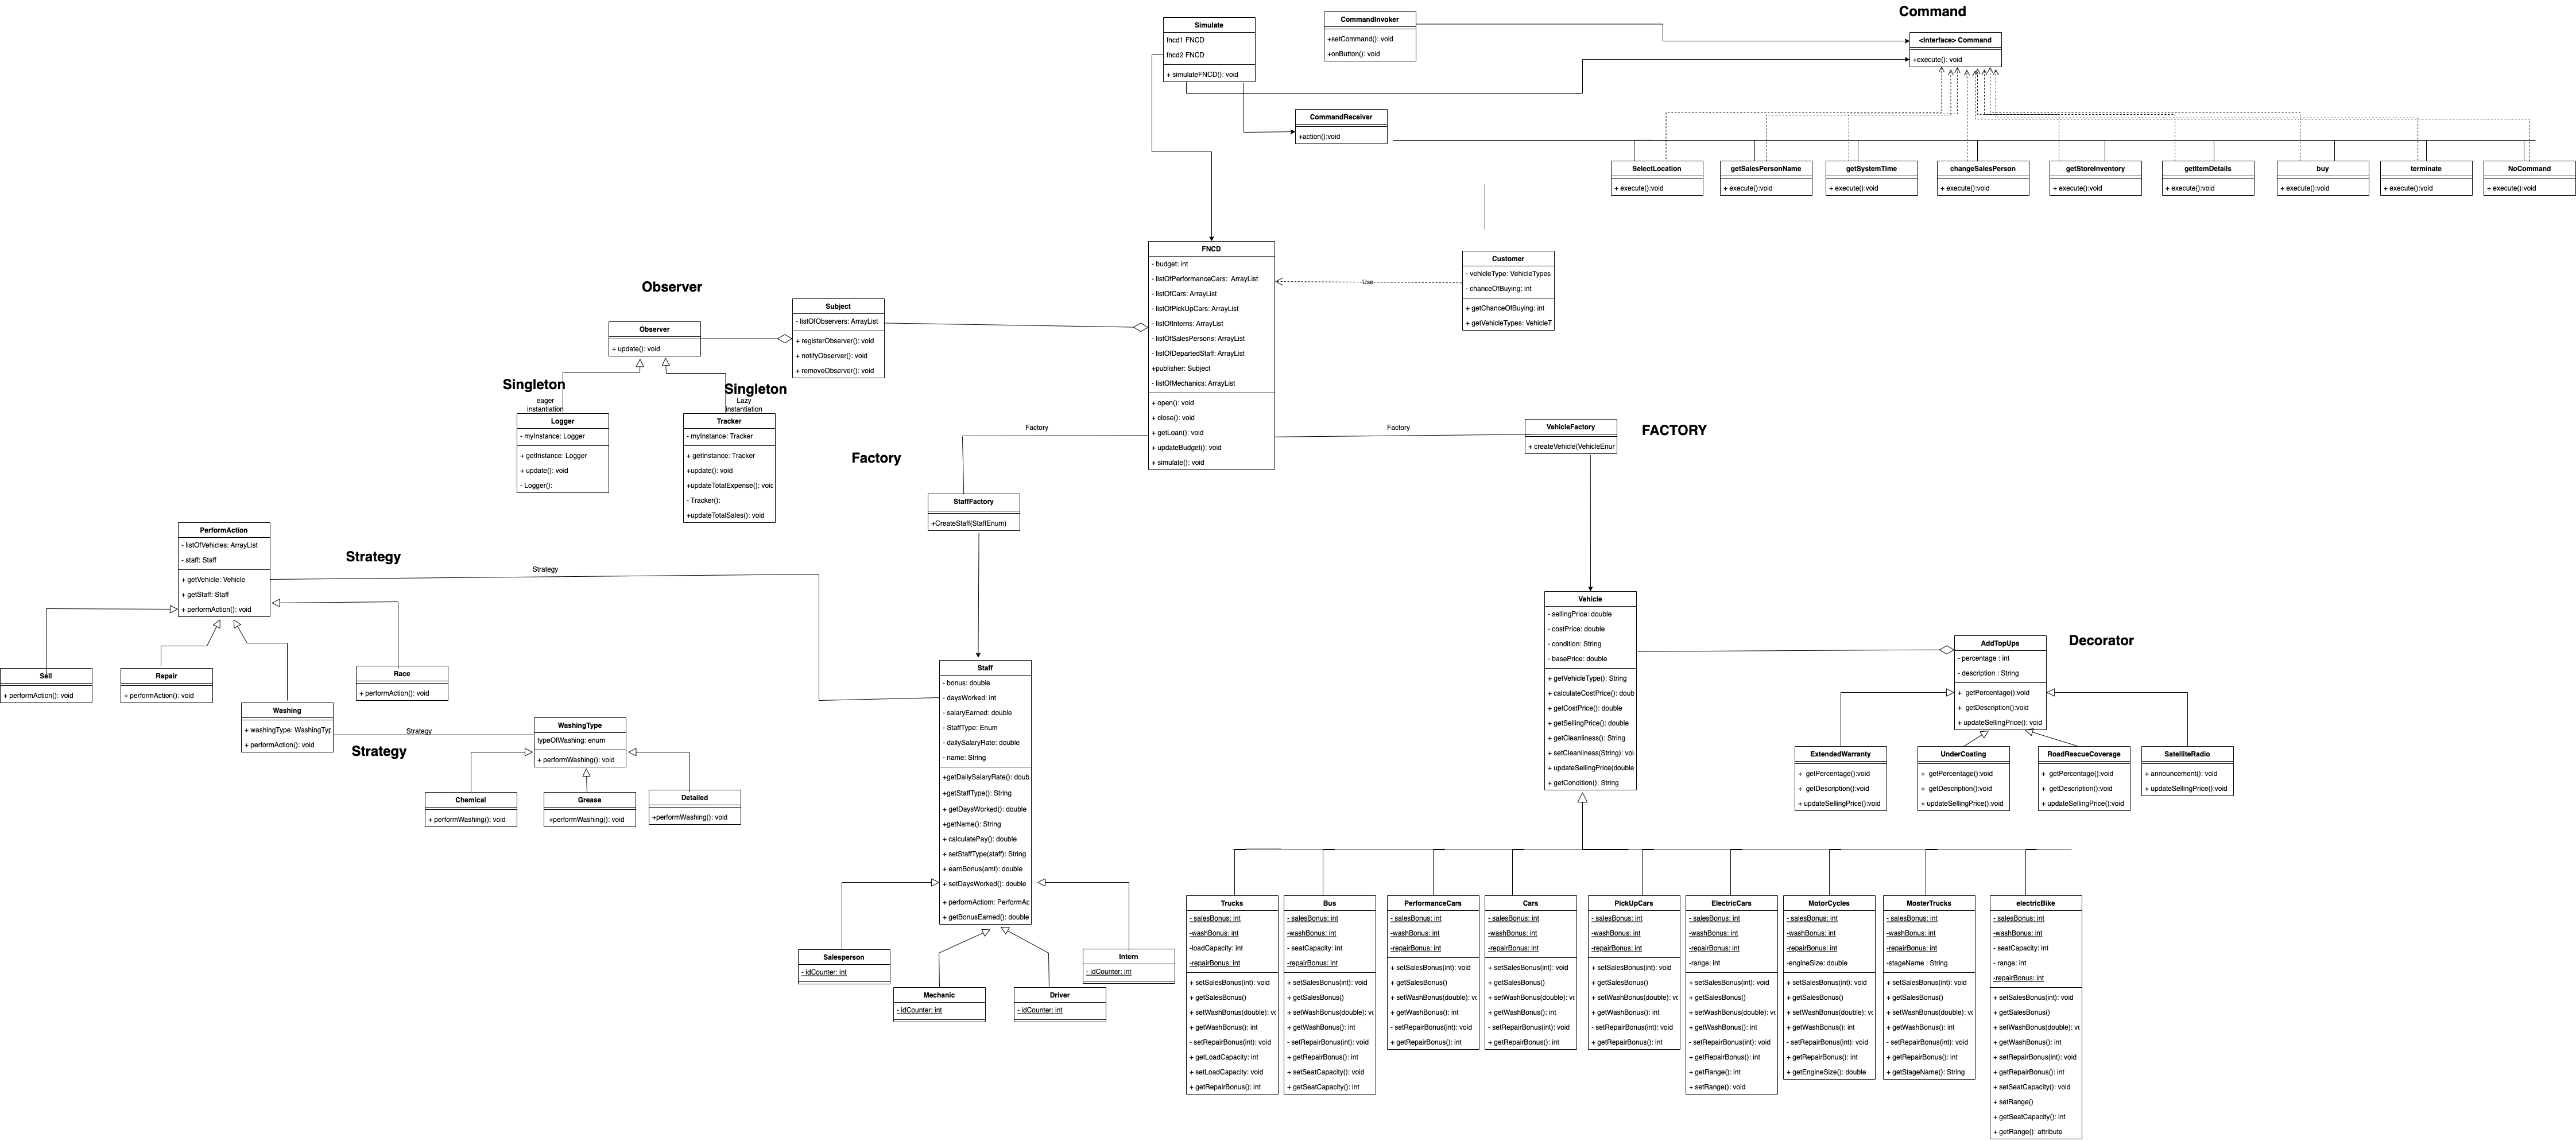 Command
Simulate
fncd1 FNCD
fncd2 FNCD
+ simulateFNCD(): void
CommandInvoker
+setCommand(): void
+onButton(): void
<Interface> Command
+execute(): void
CommandReceiver
+action():void
SelectLocation
+ execute():void
getSalesPersonName
+ execute():void
getSystemTime
+ execute():void
changeSalesPerson
+ execute():void
getStoreInventory
+ execute():void
getItemDetails
+ execute():void
buy
+ execute():void
terminate
+ execute():void
NoCommand
+ execute():void
FNCD
- budget: int
- listOfPerformanceCars: ArrayList
- listOfCars: ArrayList
- listOfPickUpCars: ArrayList
- listOfInterns: ArrayList
- listOfSalesPersons: ArrayList
- listOfDepartedStaff: ArrayList
+publisher: Subject
- listOfMechanics: ArrayList
+ open(): void
+ close(): void
+ getLoan(): void
+ updateBudget(): void
+ simulate(): void
Use
Customer
- vehicleType: VehicleTypes
- chanceOfBuying: int
+ getChanceOfBuying: int
+ getVehicleTypes: VehicleT
Observer
Subject
- listOfObservers: ArrayList
+ registerObserver(): void
+ notifyObserver(): void
+ removeObserver(): void
Observer
+ update(): void
Singleton
eager
instantiation
Singleton
Lazy
instantiation
Logger
- myInstance: Logger
+ getInstance: Logger
+ update(): void
- Logger():
Tracker
- myInstance: Tracker
+ getInstance: Tracker
+update(): void
+updateTotalExpense(): void
- Tracker():
+updateTotalSales(): void
Factory
Factory
VehicleFactory
+ createVehicle(VehicleEnur
FACTORY
Factory
StaffFactory
+CreateStaff(StaffEnum)
PerformAction
- listOfVehicles: ArrayList
- staff: Staff
+ getVehicle: Vehicle
+ getStaff: Staff
+ performAction(): void
Strategy
Strategy
Sell
+ performAction(): void
Repair
+ performAction(): void
Race
+ performAction(): void
Washing
+ washingType: WashingTyp
+ performAction(): void
Strategy
Strategy
WashingType
typeOfWashing: enum
+ performWashing(): void
Chemical
+ performWashing(): void
Grease
+performWashing(): void
Detailed
+performWashing(): void
Staff
- bonus: double
- daysWorked: int
- salaryEarned: double
- StaffType: Enum
- dailySalaryRate: double
- name: String
+getDailySalaryRate(): doub
+getStaffType(): String
+ getDaysWorked(): double
+getName(): String
+ calculatePay(): double
+ setStaffType(staff): String
+ earnBonus(amt): double
+ setDaysWorked(): double
+ performActiom: PerformAc
+ getBonusEarned(): double
Salesperson
- idCounter: int
Mechanic
- idCounter: int
Driver
- idCounter: int
Intern
- idCounter: int
Vehicle
- sellingPrice: double
- costPrice: double
- condition: String
- basePrice: double
+ getVehicleType(): String
+ calculateCostPrice(): doub
+ getCostPrice(): double
+ getSellingPrice(): double
+ getCleanliness(): String
+ setCleanliness(String): voi
+ updateSellingPrice(double
+ getCondition(): String
Decorator
AddTopUps
- percentage : int
- description : String
+ getPercentage():void
+ getDescription():void
+ updateSellingPrice(): void
ExtendedWarranty
+ getPercentage():void
+ getDescription():void
+ updateSellingPrice():void
UnderCoating
+ getPercentage():void
+ getDescription():void
+ updateSellingPrice():void
RoadRescueCoverage
+ getPercentage():void
+ getDescription():void
+ updateSellingPrice():void
SatelliteRadio
+ announcement(): void
+ updateSellingPrice():void
Trucks
- salesBonus: int
-washBonus: int
-loadCapacity: int
-repairBonus: int
+ setSalesBonus(int): void
+ getSalesBonus()
+ setWashBonus(double): vc
+ getWashBonus(): int
- setRepairBonus(int): void
+ getLoadCapacity: int
+ setLoadCapacity: void
+ getRepairBonus(): int
Bus
- salesBonus: int
-washBonus: int
- seatCapacity: int
-repairBonus: int
+ setSalesBonus(int): void
+ getSalesBonus()
+ setWashBonus(double): vc
+ getWashBonus(): int
- setRepairBonus(int): void
+ getRepairBonus(): int
+ setSeatCapacity(): void
+ getSeatCapacity(): int
PerformanceCars
- salesBonus: int
-washBonus: int
-repairBonus: int
+ setSalesBonus(int): void
+ getSalesBonus()
+ setWashBonus(double): vc
+ getWashBonus(): int
- setRepairBonus(int): void
+ getRepairBonus(): int
Cars
- salesBonus: int
-washBonus: int
-repairBonus: int
+ setSalesBonus(int): void
+ getSalesBonus()
+ setWashBonus(double): vc
+ getWashBonus(): int
- setRepairBonus(int): void
+ getRepairBonus(): int
PickUpCars
- salesBonus: int
-washBonus: int
-repairBonus: int
+ setSalesBonus(int): void
+ getSalesBonus()
+ setWashBonus(double): vc
+ getWashBonus(): int
- setRepairBonus(int): void
+ getRepairBonus(): int
ElectricCars
- salesBonus: int
-washBonus: int
-repairBonus: int
-range: int
+ setSalesBonus(int): void
+ getSalesBonus()
+ setWashBonus(double): vc
+ getWashBonus(): int
- setRepairBonus(int): void
+ getRepairBonus(): int
+ getRange(): int
+ setRange(): void
MotorCycles
- salesBonus: int
-washBonus: int
-repairBonus: int
-engineSize: double
+ setSalesBonus(int): void
+ getSalesBonus()
+ setWashBonus(double): vc
+ getWashBonus(): int
- setRepairBonus(int): void
+ getRepairBonus(): int
+ getEngineSize(): double
MosterTrucks
- salesBonus: int
-washBonus: int
-repairBonus: int
-stageName : String
+ setSalesBonus(int): void
+ getSalesBonus()
+ setWashBonus(double): vc
+ getWashBonus(): int
- setRepairBonus(int): void
+ getRepairBonus(): int
+ getStageName(): String
electricBike
- salesBonus: int
-washBonus: int
- seatCapacity: int
- range: int
-repairBonus: int
+ setSalesBonus(int): void
+ getSalesBonus()
+ setWashBonus(double): vc
+ getWashBonus(): int
+ setRepairBonus(int): void
+ getRepairBonus(): int
+ setSeatCapacity(): void
+ setRange()
+ getSeatCapacity(): int
+ getRange(): attribute